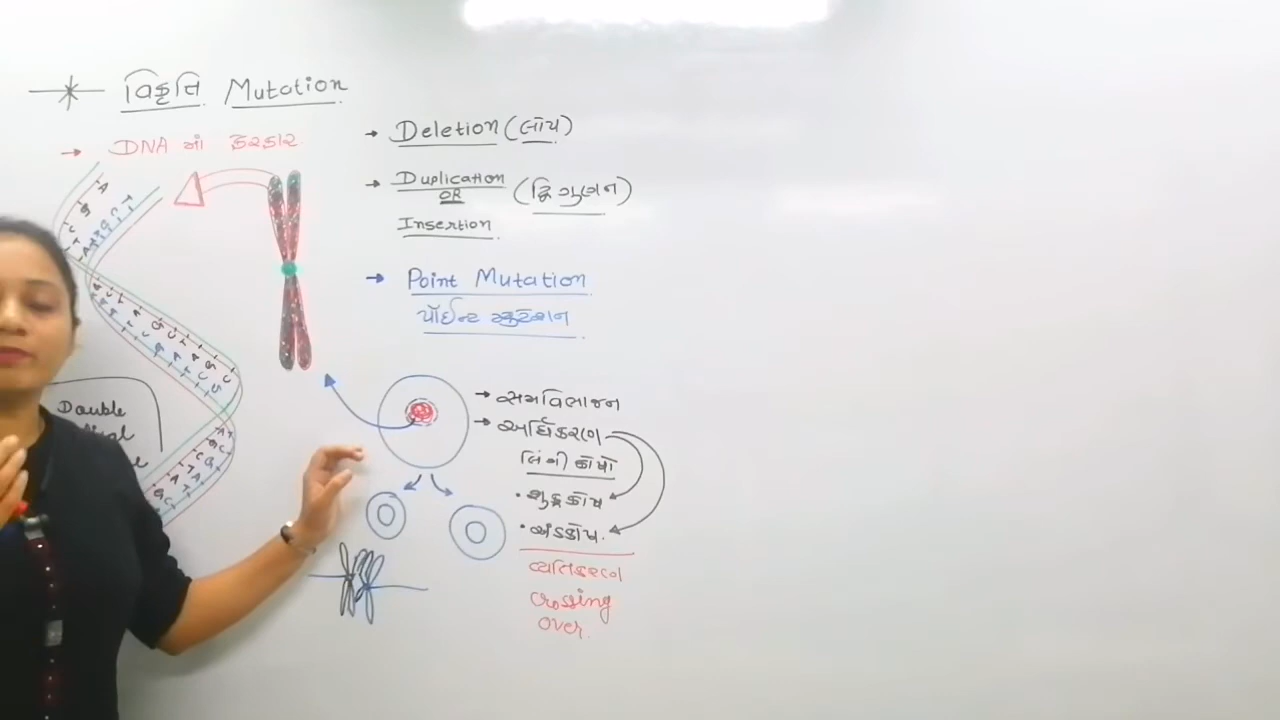 વિકૃતિ Mutation
→ DNA માં ફેરફાર
→ Deletion (લોપ)
→ Duplication
OR
(દ્વિગુણન)
Insertion
→ Point Mutation
પોઈન્ટ મ્યુટેશન
Double
→ સમવિભાજન
→ અર્ધિકરણ
લિંગી કોષો
• શુક્રકોષ
• અંડકોષ.
વ્યતિકરણ
Crossing
over.